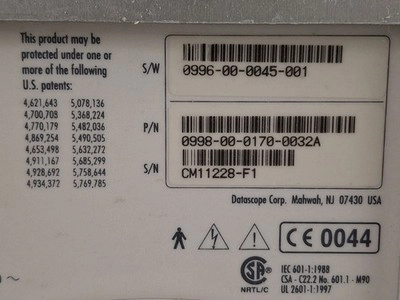 This product may be
protected under one or
more of the following
U.S. patents:
4,621,643 5,078,136
4,700,708 5,368,224
4,770,179 5,482,036
4,869,254 5,490,505
4,653,498 5,632,272
4,911,167 5,685,299
4,928,692 5,758,644
4,934,372 5,769,785
S/W
0996-00-0045-001
P/N
0998-00-0170-0032A
S/N
CM11228-F1
Datascope Corp. Mahwah, NJ 07430 USA
CE 0044
SA
NRTL/C
IEC 601-1:1988
CSA - C22.2 No. 601.1 - M90
UL 2601-1:1997